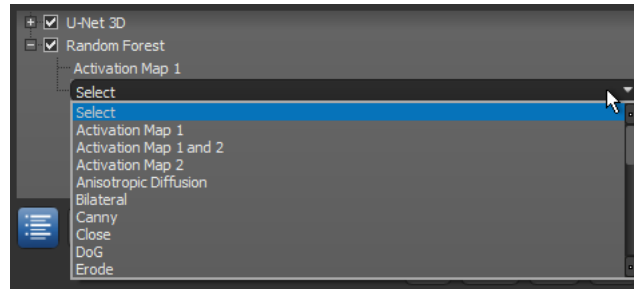 U-Net 3D
Random Forest
Activation Map 1
Select
Select
Activation Map 1
Activation Map 1 and 2
Activation Map 2
Anisotropic Diffusion
Bilateral
Canny
Close
DoG
Erode